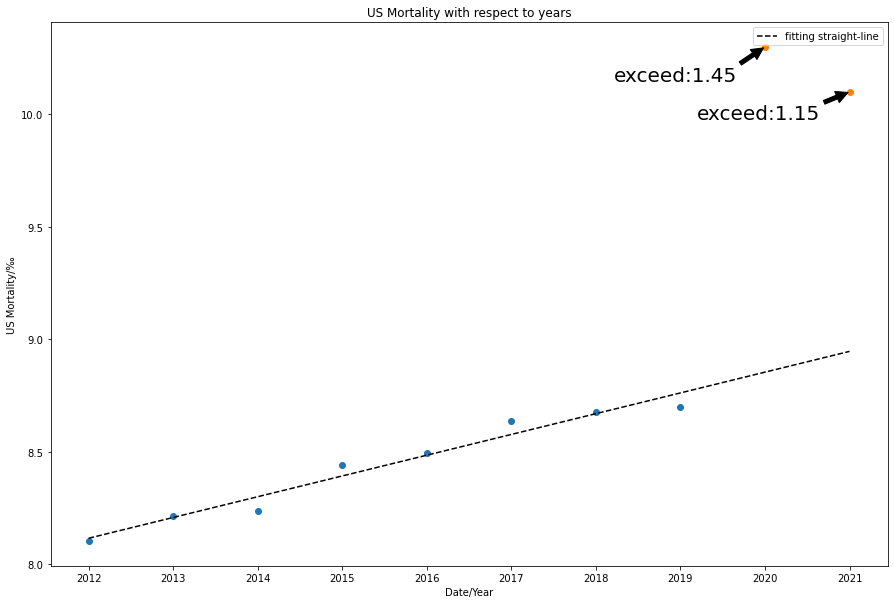 US Mortality with respect to years
fitting straight-line
exceed:1.45
exceed:1.15
10.0
9.5
9.0
8.5
8.0
US Mortality/‰
2012 2013 2014 2015 2016 2017 2018 2019 2020 2021
Date/Year